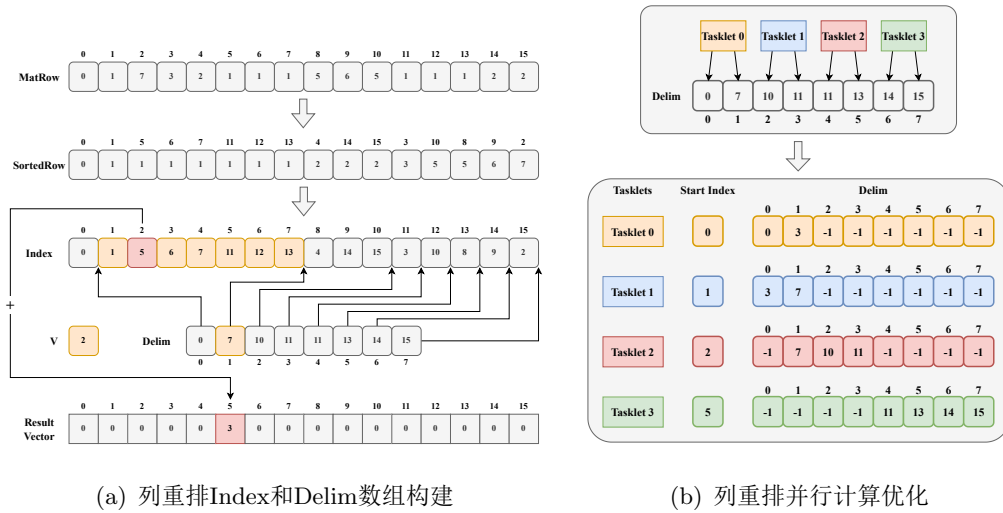 0 1 2 3 4 5 6 7 8 9 10 11 12 13 14 15
MatRow 0 1 7 3 2 1 1 1 5 6 5 1 1 1 2 2
0 1 5 6 7 11 12 13 4 14 15 3 10 8 9 2
SortedRow 0 1 1 1 1 1 1 1 2 2 2 3 5 5 6 7
0 1 2 3 4 5 6 7 8 9 10 11 12 13 14 15
Index 0 1 5 6 7 11 12 13 4 14 15 3 10 8 9 2
+
V 2 Delim 0 7 10 11 11 13 14 15
0 1 2 3 4 5 6 7
0 1 2 3 4 5 6 7 8 9 10 11 12 13 14 15
Result
Vector
0 0 0 0 0 3 0 0 0 0 0 0 0 0 0 0
(a) 列重排Index和Delim数组构建
Tasklet 0 Tasklet 1 Tasklet 2 Tasklet 3
Delim 0 7 10 11 11 13 14 15
0 1 2 3 4 5 6 7
Tasklets Start Index Delim
0 1 2 3 4 5 6 7
Tasklet 0 0 0 3 -1 -1 -1 -1 -1 -1
0 1 2 3 4 5 6 7
Tasklet 1 1 3 7 -1 -1 -1 -1 -1 -1
0 1 2 3 4 5 6 7
Tasklet 2 2 -1 7 10 11 -1 -1 -1 -1
0 1 2 3 4 5 6 7
Tasklet 3 5 -1 -1 -1 -1 11 13 14 15
(b) 列重排并行计算优化